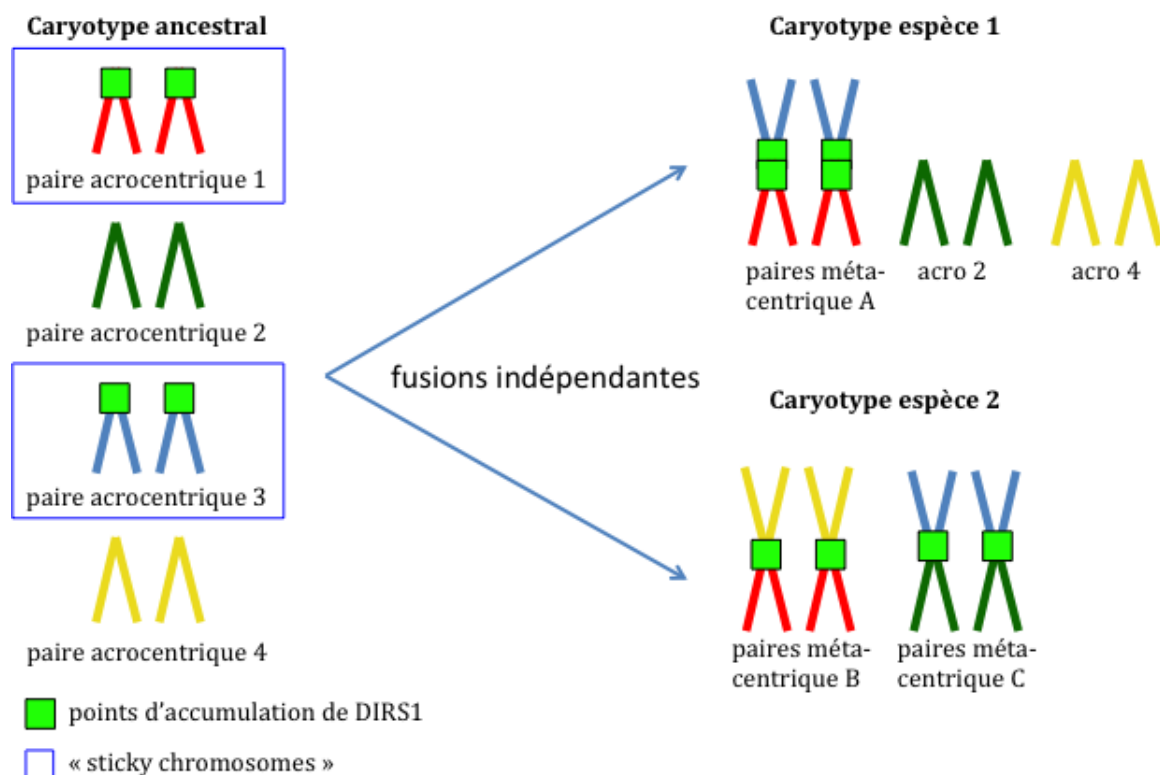 Caryotype ancestral
paire acrocentrique 1
paire acrocentrique 2
paire acrocentrique 3
paire acrocentrique 4
points d'accumulation de DIRS1
« sticky chromosomes »
fusions indépendantes
Caryotype espèce 1
paires méta-
centrique A
acro 2
acro 4
Caryotype espèce 2
paires méta-
centrique B
paires méta-
centrique C